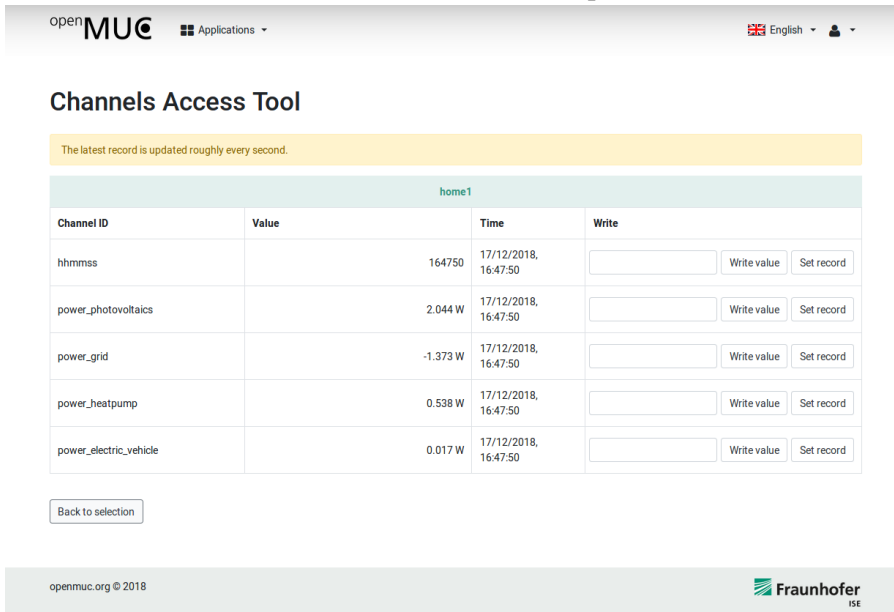 openMUC Applications English
Channels Access Tool
The latest record is updated roughly every second.
home1
Channel ID Value Time Write
hhmmss 164750 17/12/2018, 16:47:50 Write value Set record
power_photovoltaics 2.044 W 17/12/2018, 16:47:50 Write value Set record
power_grid -1.373 W 17/12/2018, 16:47:50 Write value Set record
power_heatpump 0.538 W 17/12/2018, 16:47:50 Write value Set record
power_electric_vehicle 0.017 W 17/12/2018, 16:47:50 Write value Set record
Back to selection
openmuc.org © 2018 Fraunhofer
ISE